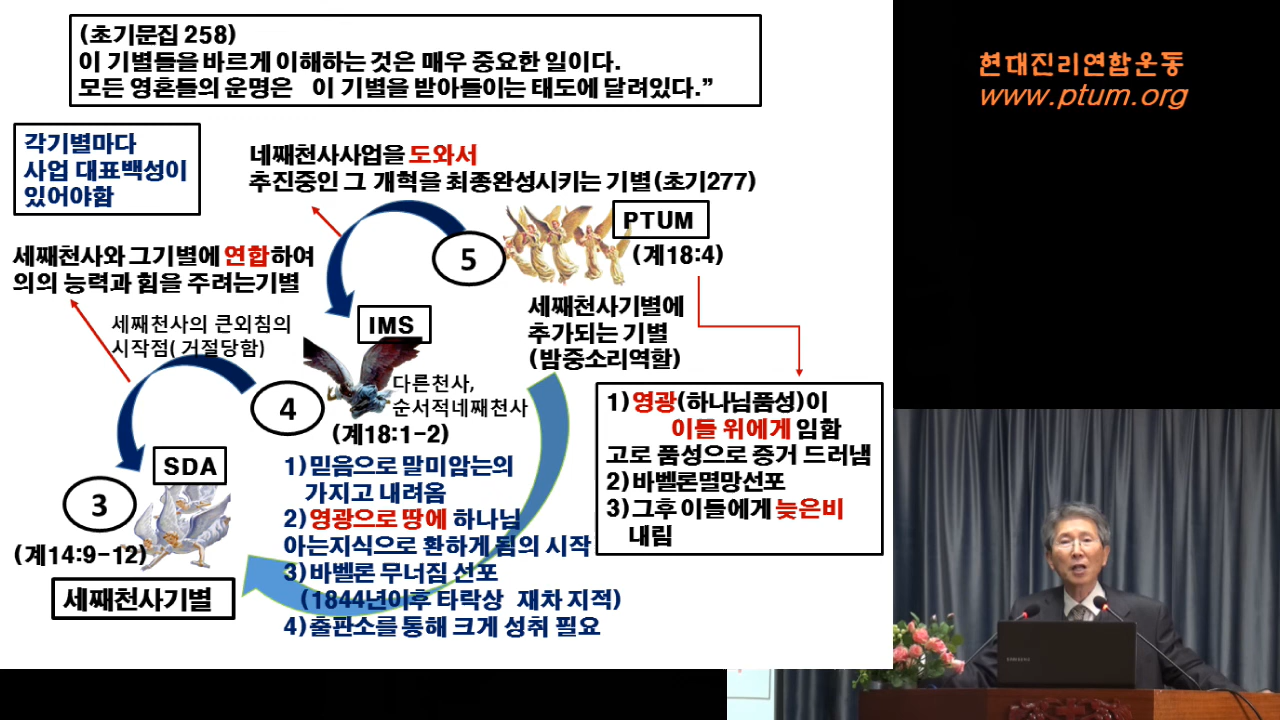 (초기문집 258)
이 기별들을 바르게 이해하는 것은 매우 중요한 일이다.
모든 영혼들의 운명은 이 기별을 받아들이는 태도에 달려있다.”
현대진리연합운동
www.ptum.org
각기별마다
사업 대표백성이
있어야함
네째천사사업을 도와서
추진중인 그 개혁을 최종완성시키는 기별(초기277)
5
PTUM
(계18:4)
세째천사와 그기별에 연합하여
의의 능력과 힘을 주려는기별
세째천사기별에
추가되는 기별
(밤중소리역할)
세째천사의 큰외침의
시작점( 거절당함)
IMS
4
다른천사,
순서적네째천사
(계18:1-2)
1)영광(하나님품성)이
이들 위에게 임함
고로 품성으로 증거 드러냄
2)바벨론멸망선포
3)그후 이들에게 늦은비
내림
SDA
3
(계14:9-12)
세째천사기별
1)믿음으로 말미암는의
가지고 내려옴
2)영광으로 땅에 하나님
아는지식으로 환하게 됨의 시작
3)바벨론 무너짐 선포
(1844년이후 타락상 재차 지적)
4)출판소를 통해 크게 성취 필요
SAMSUNG